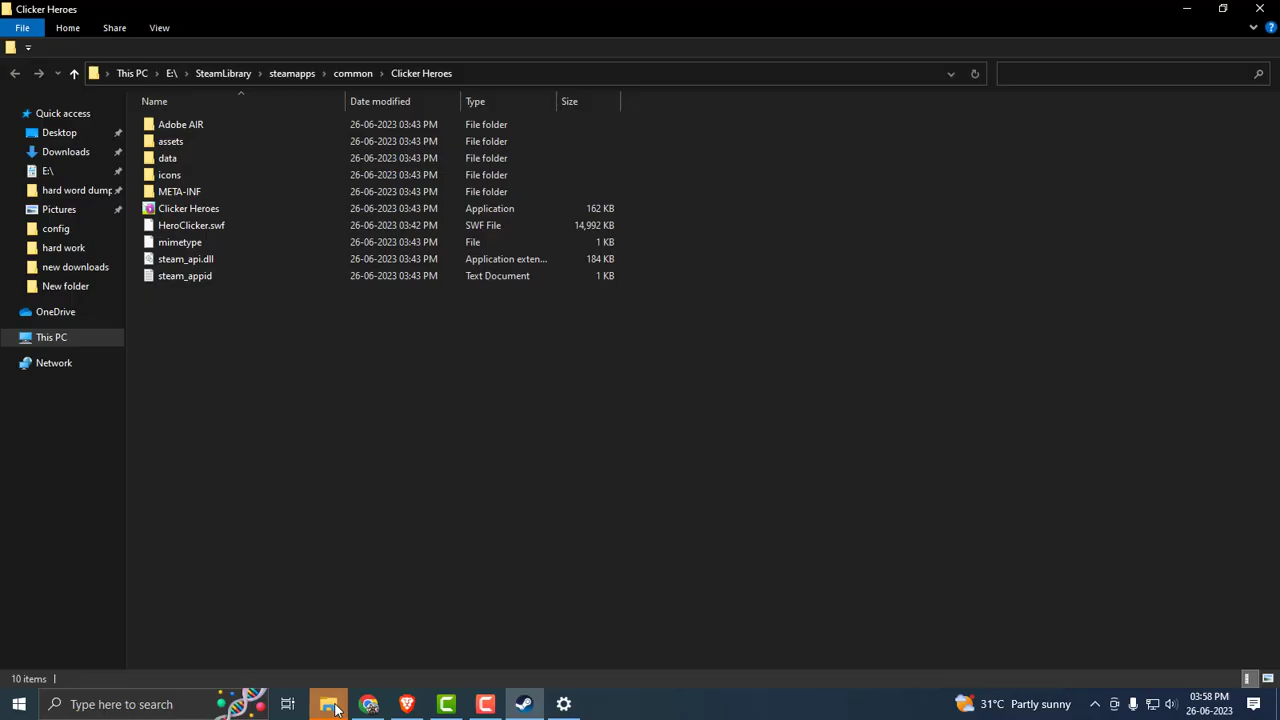 Clicker Heroes
File Home Share View
This PC E:\ SteamLibrary steamapps common Clicker Heroes
Name Date modified Type Size
Quick access
Desktop
Downloads
E:\
hard word dump
Pictures
config
hard work
new downloads
New folder
OneDrive
This PC
Network
Adobe AIR 26-06-2023 03:43 PM File folder
assets 26-06-2023 03:43 PM File folder
data 26-06-2023 03:43 PM File folder
icons 26-06-2023 03:43 PM File folder
META-INF 26-06-2023 03:43 PM File folder
Clicker Heroes 26-06-2023 03:43 PM Application 162 KB
HeroClicker.swf 26-06-2023 03:42 PM SWF File 14,992 KB
mimetype 26-06-2023 03:43 PM File 1 KB
steam_api.dll 26-06-2023 03:43 PM Application exten... 184 KB
steam_appid 26-06-2023 03:43 PM Text Document 1 KB
10 items
Type here to search
31°C Partly sunny
03:58 PM
26-06-2023